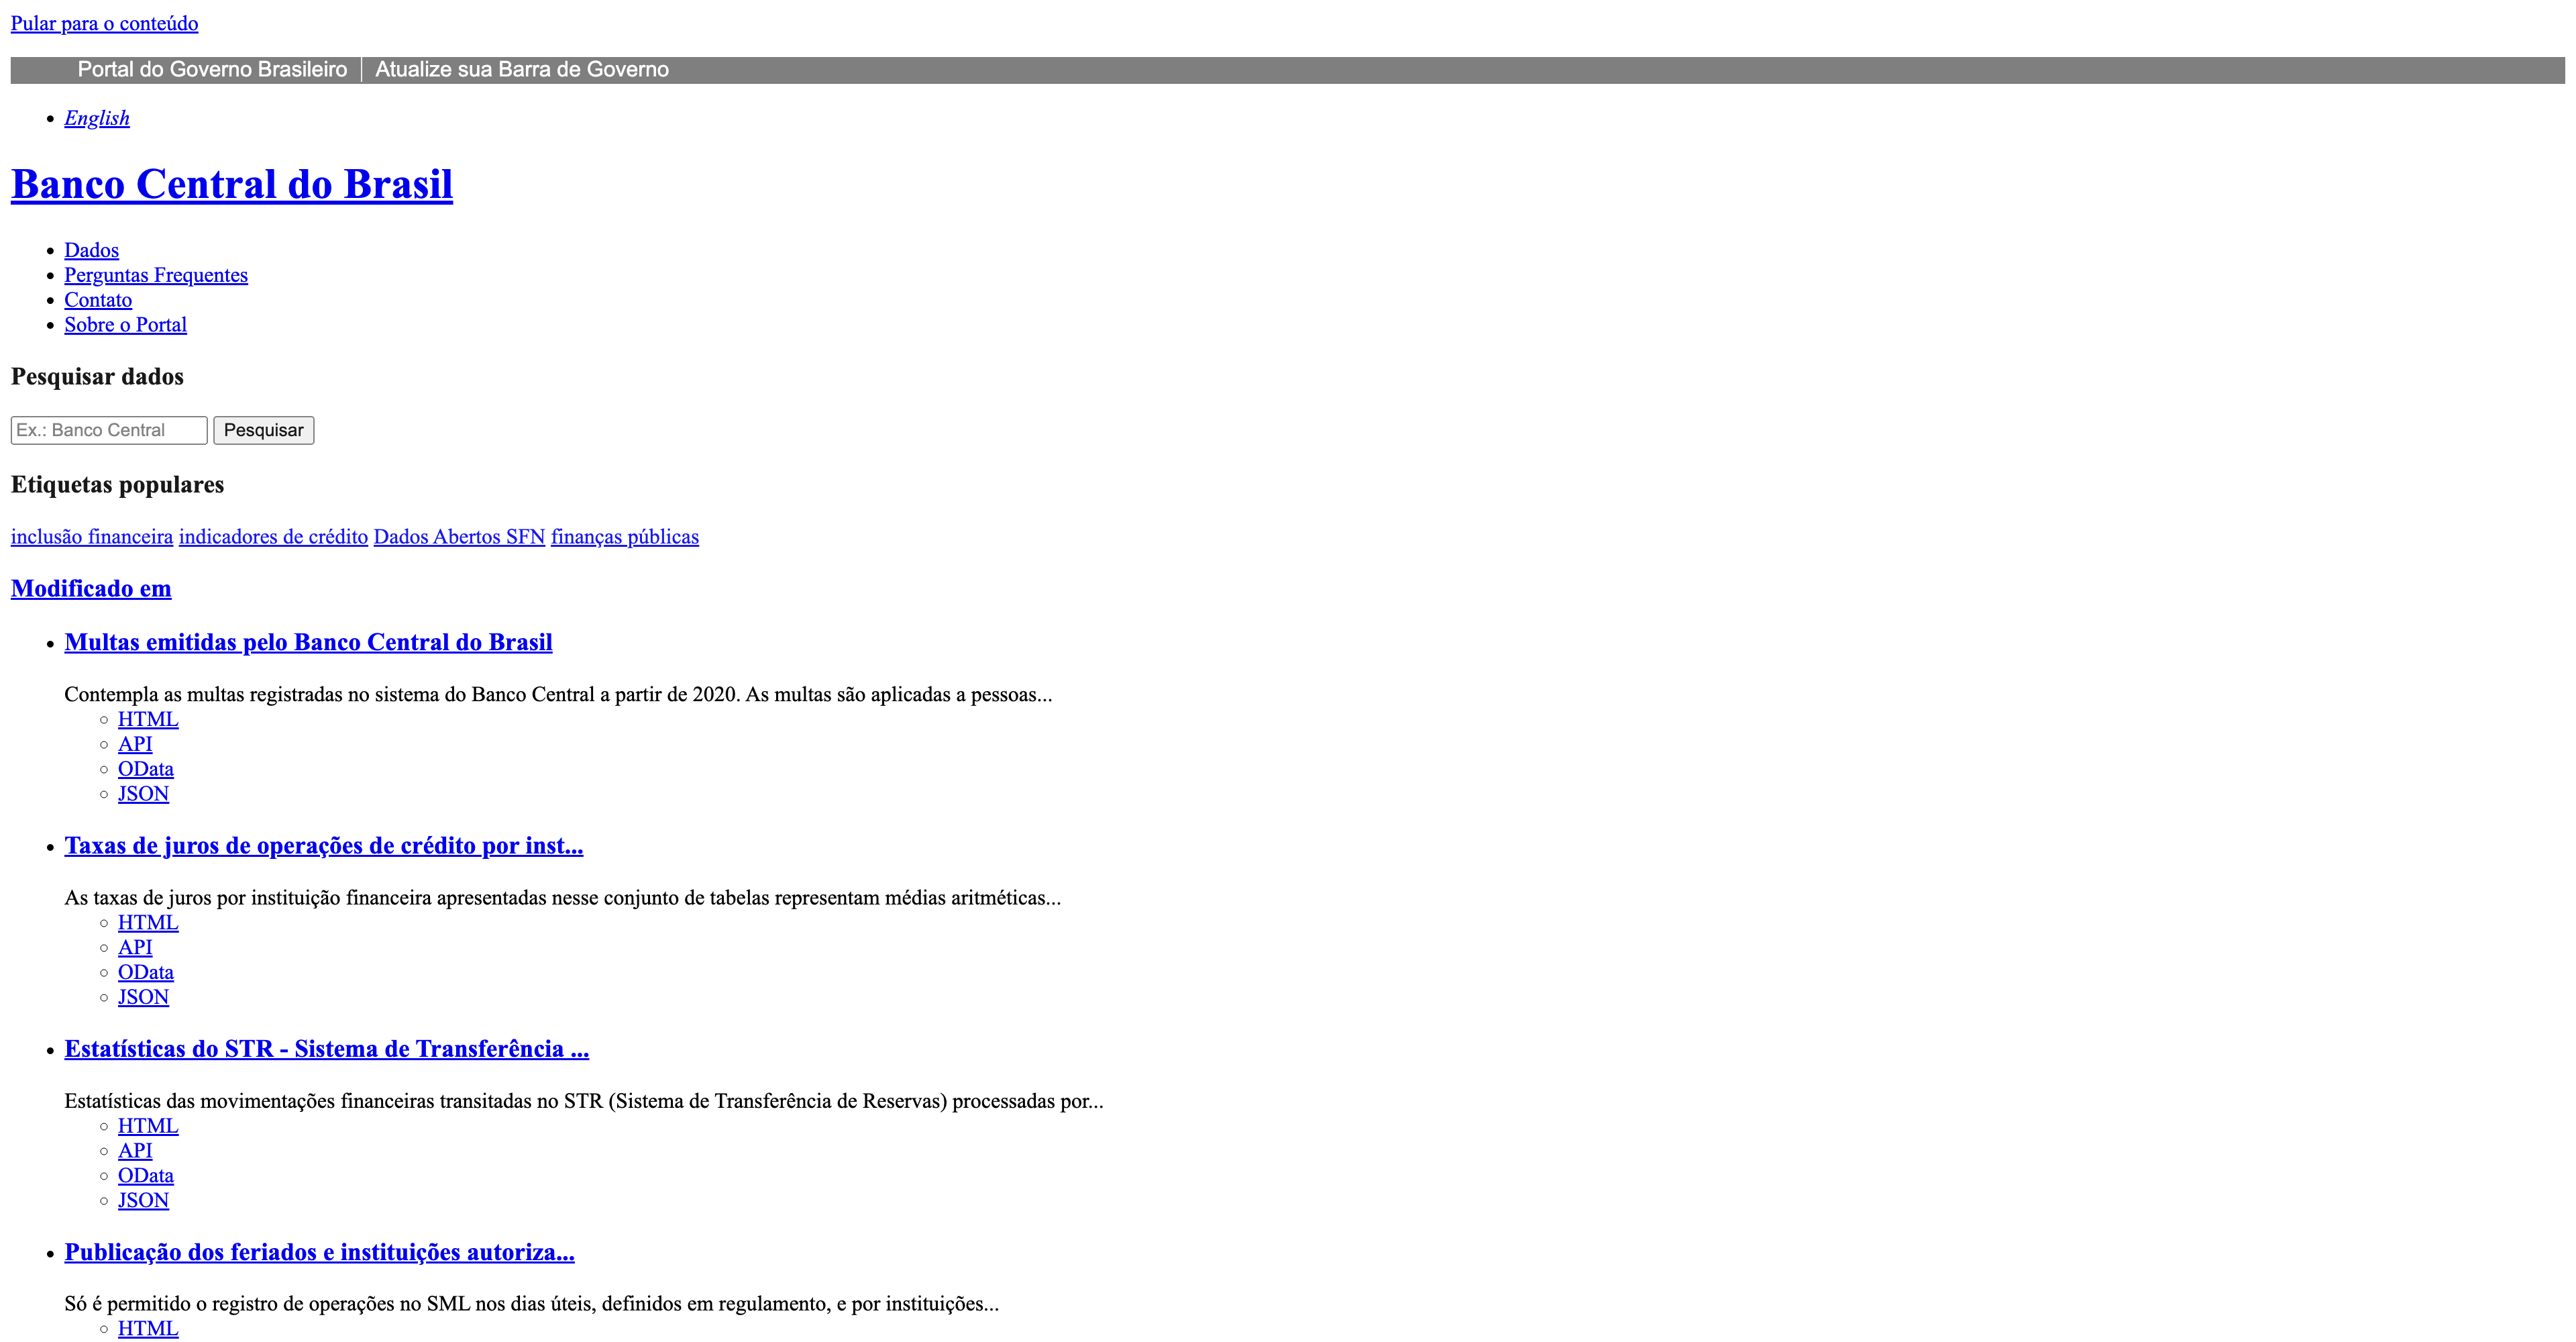 Pular para o conteúdo
Portal do Governo Brasileiro | Atualize sua Barra de Governo
English
Banco Central do Brasil
Dados
Perguntas Frequentes
Contato
Sobre o Portal
Pesquisar dados
Ex.: Banco Central Pesquisar
Etiquetas populares
inclusão financeira indicadores de crédito Dados Abertos SFN finanças públicas
Modificado em
Multas emitidas pelo Banco Central do Brasil
Contempla as multas registradas no sistema do Banco Central a partir de 2020. As multas são aplicadas a pessoas...
HTML
API
OData
JSON
Taxas de juros de operações de crédito por inst...
As taxas de juros por instituição financeira apresentadas nesse conjunto de tabelas representam médias aritméticas...
HTML
API
OData
JSON
Estatísticas do STR - Sistema de Transferência ...
Estatísticas das movimentações financeiras transitadas no STR (Sistema de Transferência de Reservas) processadas por...
HTML
API
OData
JSON
Publicação dos feriados e instituições autoriza...
Só é permitido o registro de operações no SML nos dias úteis, definidos em regulamento, e por instituições...
HTML